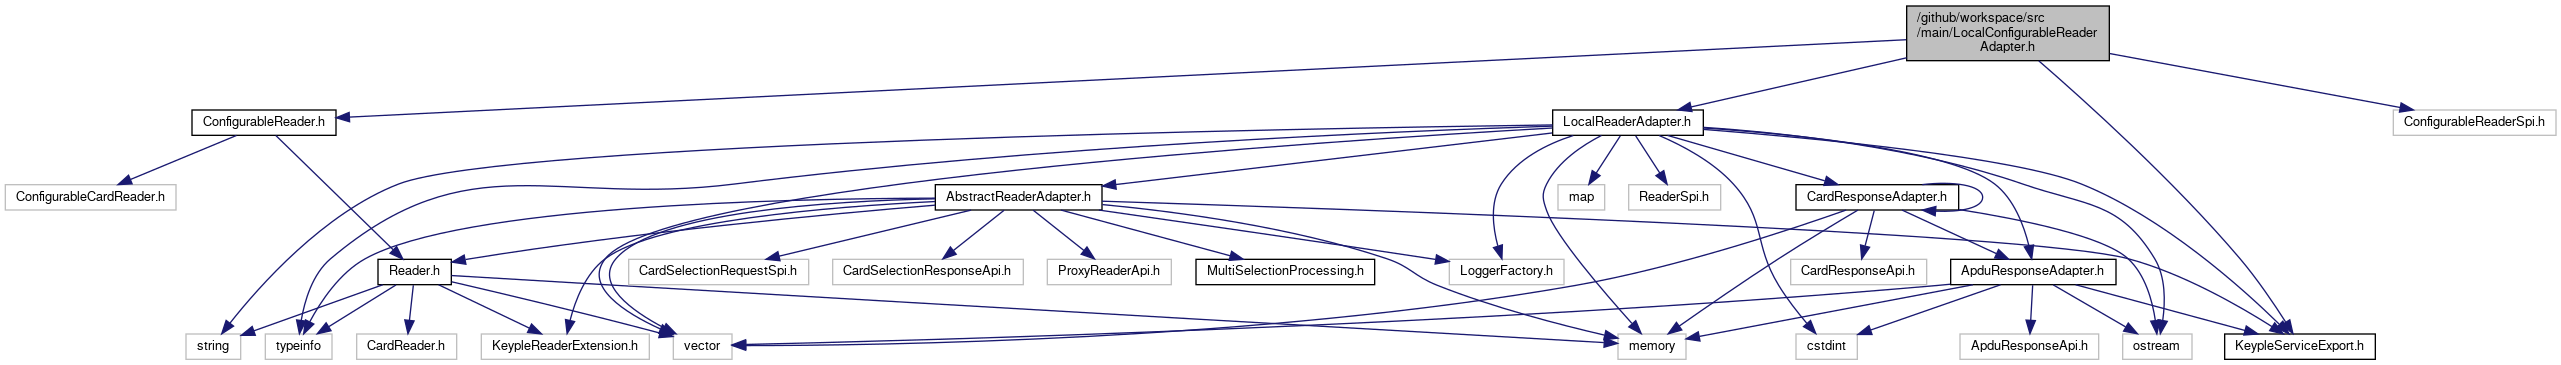 /github/workspace/src
/main/LocalConfigurableReader
Adapter.h
ConfigurableReader.h
LocalReaderAdapter.h
ConfigurableReaderSpi.h
ConfigurableCardReader.h
AbstractReaderAdapter.h
map
ReaderSpi.h
CardResponseAdapter.h
Reader.h
CardSelectionRequestSpi.h
CardSelectionResponseApi.h
ProxyReaderApi.h
MultiSelectionProcessing.h
LoggerFactory.h
CardResponseApi.h
ApduResponseAdapter.h
string
typeinfo
CardReader.h
KeypleReaderExtension.h
vector
memory
cstdint
ApduResponseApi.h
ostream
KeypleServiceExport.h